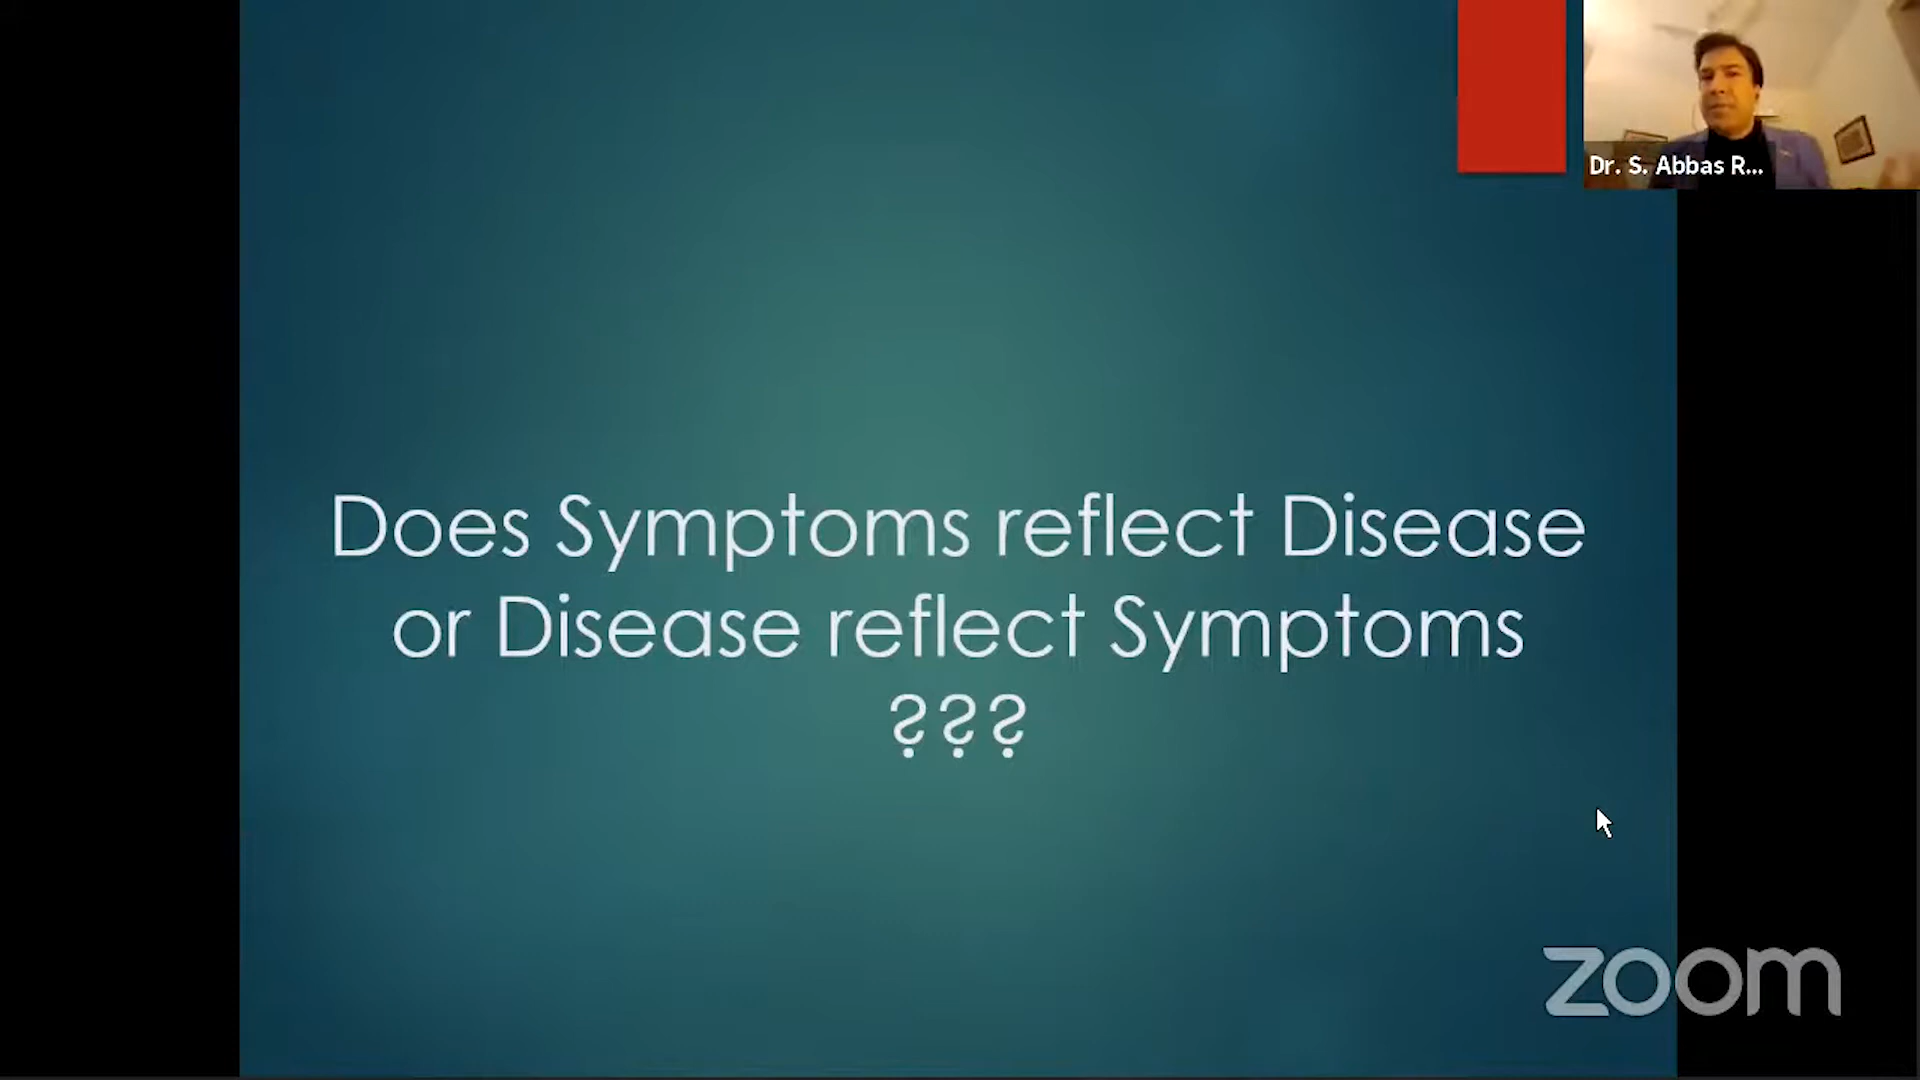 Dr. S. Abbas R...
Does Symptoms reflect Disease
or Disease reflect Symptoms
???
zoom